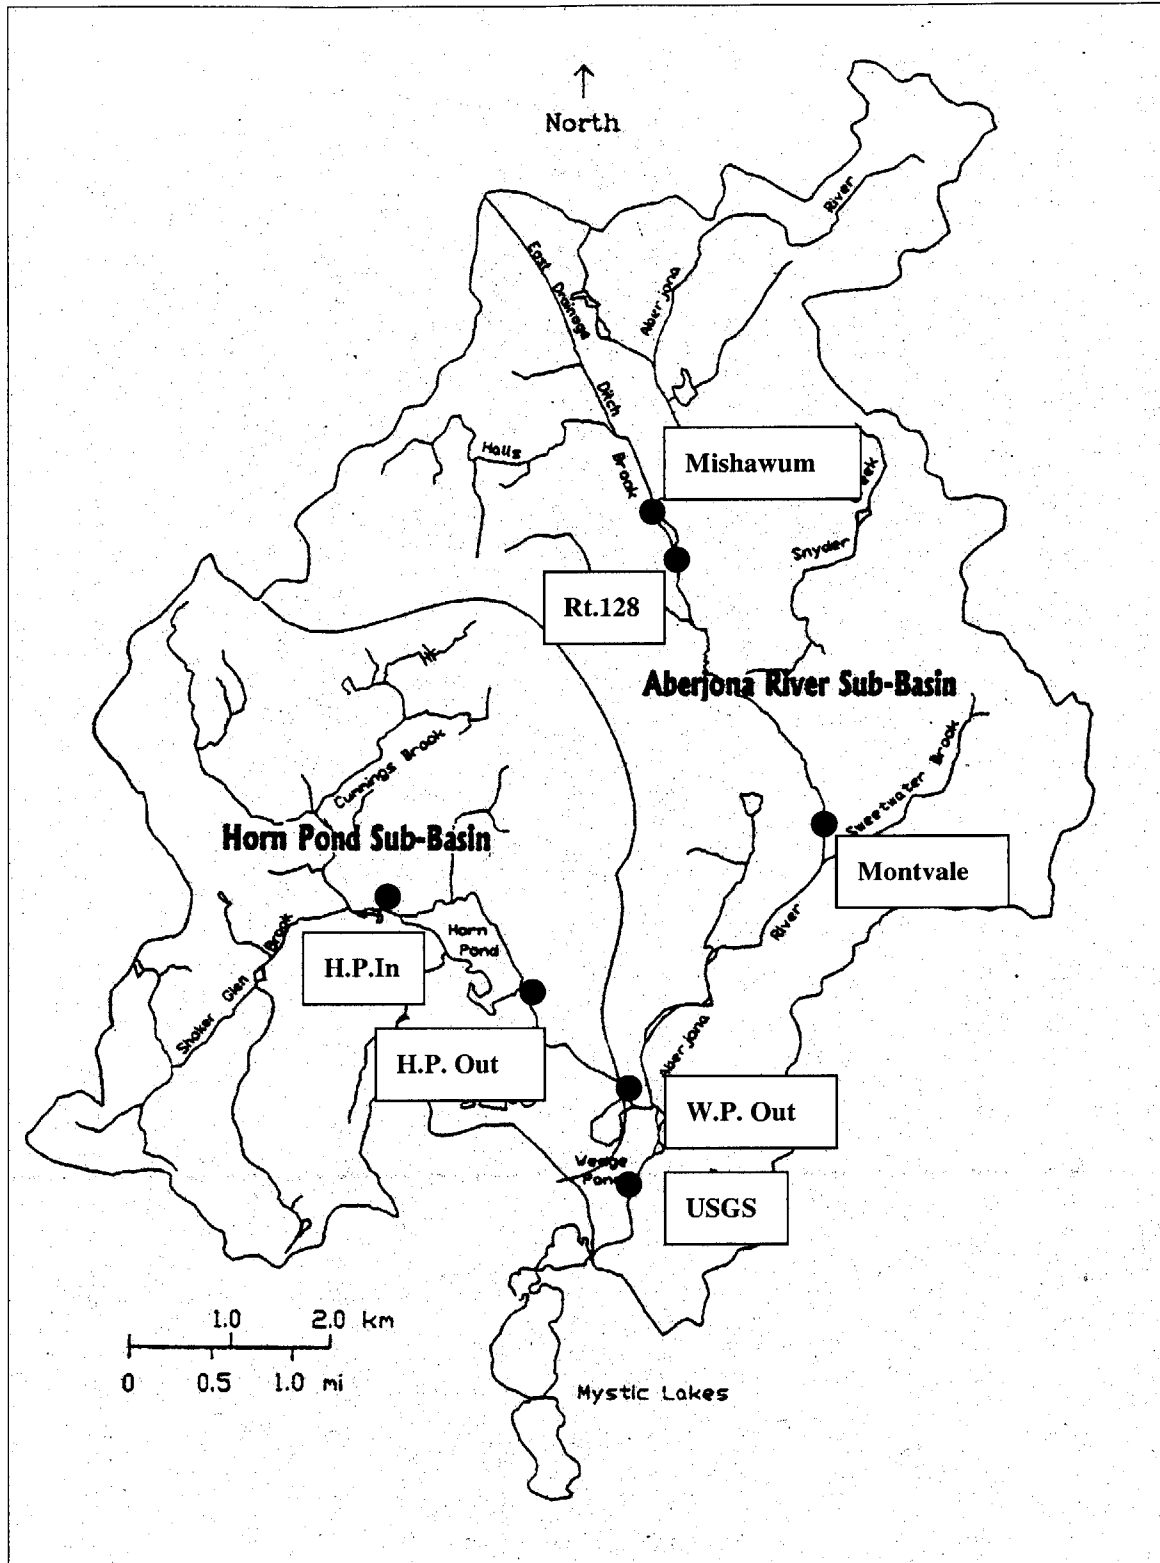 North
River
Aberjona
East Drainage
Ditch
Halls
Brook
Mishawum
eek
Snyder
Rt.128
Aberjona River Sub-Basin
Cummings Brook
Sweetwater Brook
Horn Pond Sub-Basin
Montvale
River
Horn
Pond
H.P.In
Shaker Glen Brook
H.P. Out
Aberjona
W.P. Out
Wedge
Pond
USGS
1.0 2.0 km
0 0.5 1.0 mi
Mystic Lakes